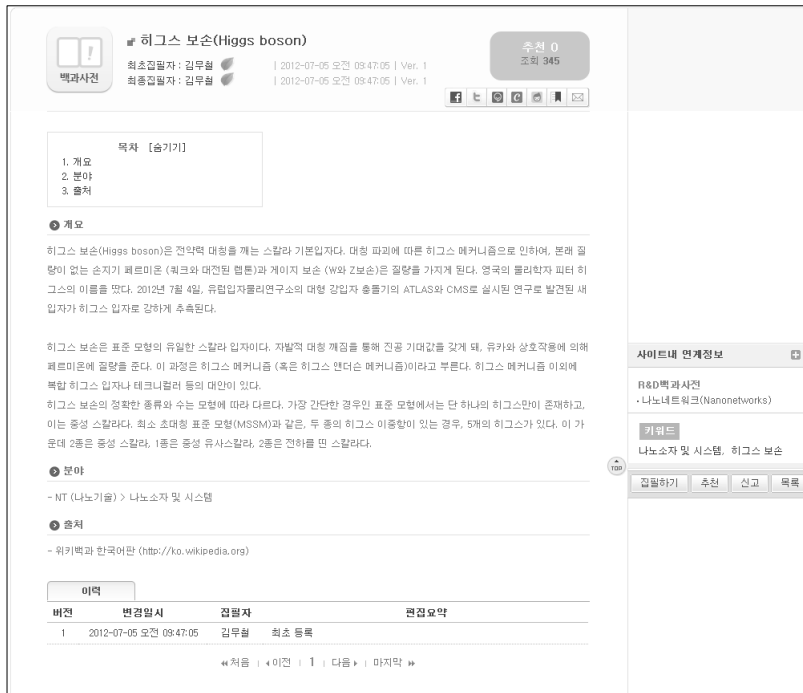 히그스 보손(Higgs boson)
백과사전
최초집필자 : 김무철 | 2012-07-05 오전 09:47:05 | Ver. 1
최종집필자 : 김무철 | 2012-07-05 오전 09:47:05 | Ver. 1
추천 0
조회 345
목차 [숨기기]
1. 개요
2. 분야
3. 출처
개요
히그스 보손(Higgs boson)은 전약력 대칭을 깨는 스칼라 기본입자다. 대칭 파괴에 따른 히그스 메커니즘으로 인하여, 본래 질
량이 없는 손지기 페르미온 (쿼크와 대전된 렙톤)과 게이지 보손 (W와 Z보손)은 질량을 가지게 된다. 영국의 물리학자 피터 히
그스의 이름을 땄다. 2012년 7월 4일, 유럽입자물리연구소의 대형 강입자 충돌기의 ATLAS와 CMS로 실시된 연구로 발견된 새
입자가 히그스 입자로 강하게 추측된다.
히그스 보손은 표준 모형의 유일한 스칼라 입자이다. 자발적 대칭 깨짐을 통해 진공 기대값을 갖게 돼, 유카와 상호작용에 의해
페르미온에 질량을 준다. 이 과정은 히그스 메커니즘 (혹은 히그스 앤더슨 메커니즘)이라고 부른다. 히그스 메커니즘 이외에
복합 히그스 입자나 테크니컬러 등의 대안이 있다.
히그스 보손의 정확한 종류와 수는 모형에 따라 다르다. 가장 간단한 경우인 표준 모형에서는 단 하나의 히그스만이 존재하고,
이는 중성 스칼라다. 최소 초대칭 표준 모형(MSSM)과 같은, 두 종의 히그스 이중항이 있는 경우, 5개의 히그스가 있다. 이 가
운데 2종은 중성 스칼라, 1종은 중성 유사스칼라, 2종은 전하를 띤 스칼라다.
분야
- NT (나노기술) > 나노소자 및 시스템
출처
- 위키백과 한국어판 (http://ko.wikipedia.org)
이력
버전 변경일시 집필자 편집요약
1 2012-07-05 오전 09:47:05 김무철 최초 등록
처음 | 이전 | 1 | 다음 | 마지막
사이트내 연계정보
R&D백과사전
· 나노네트워크(Nanonetworks)
키워드
나노소자 및 시스템, 히그스 보손
TOP
집필하기 추천 신고 목록